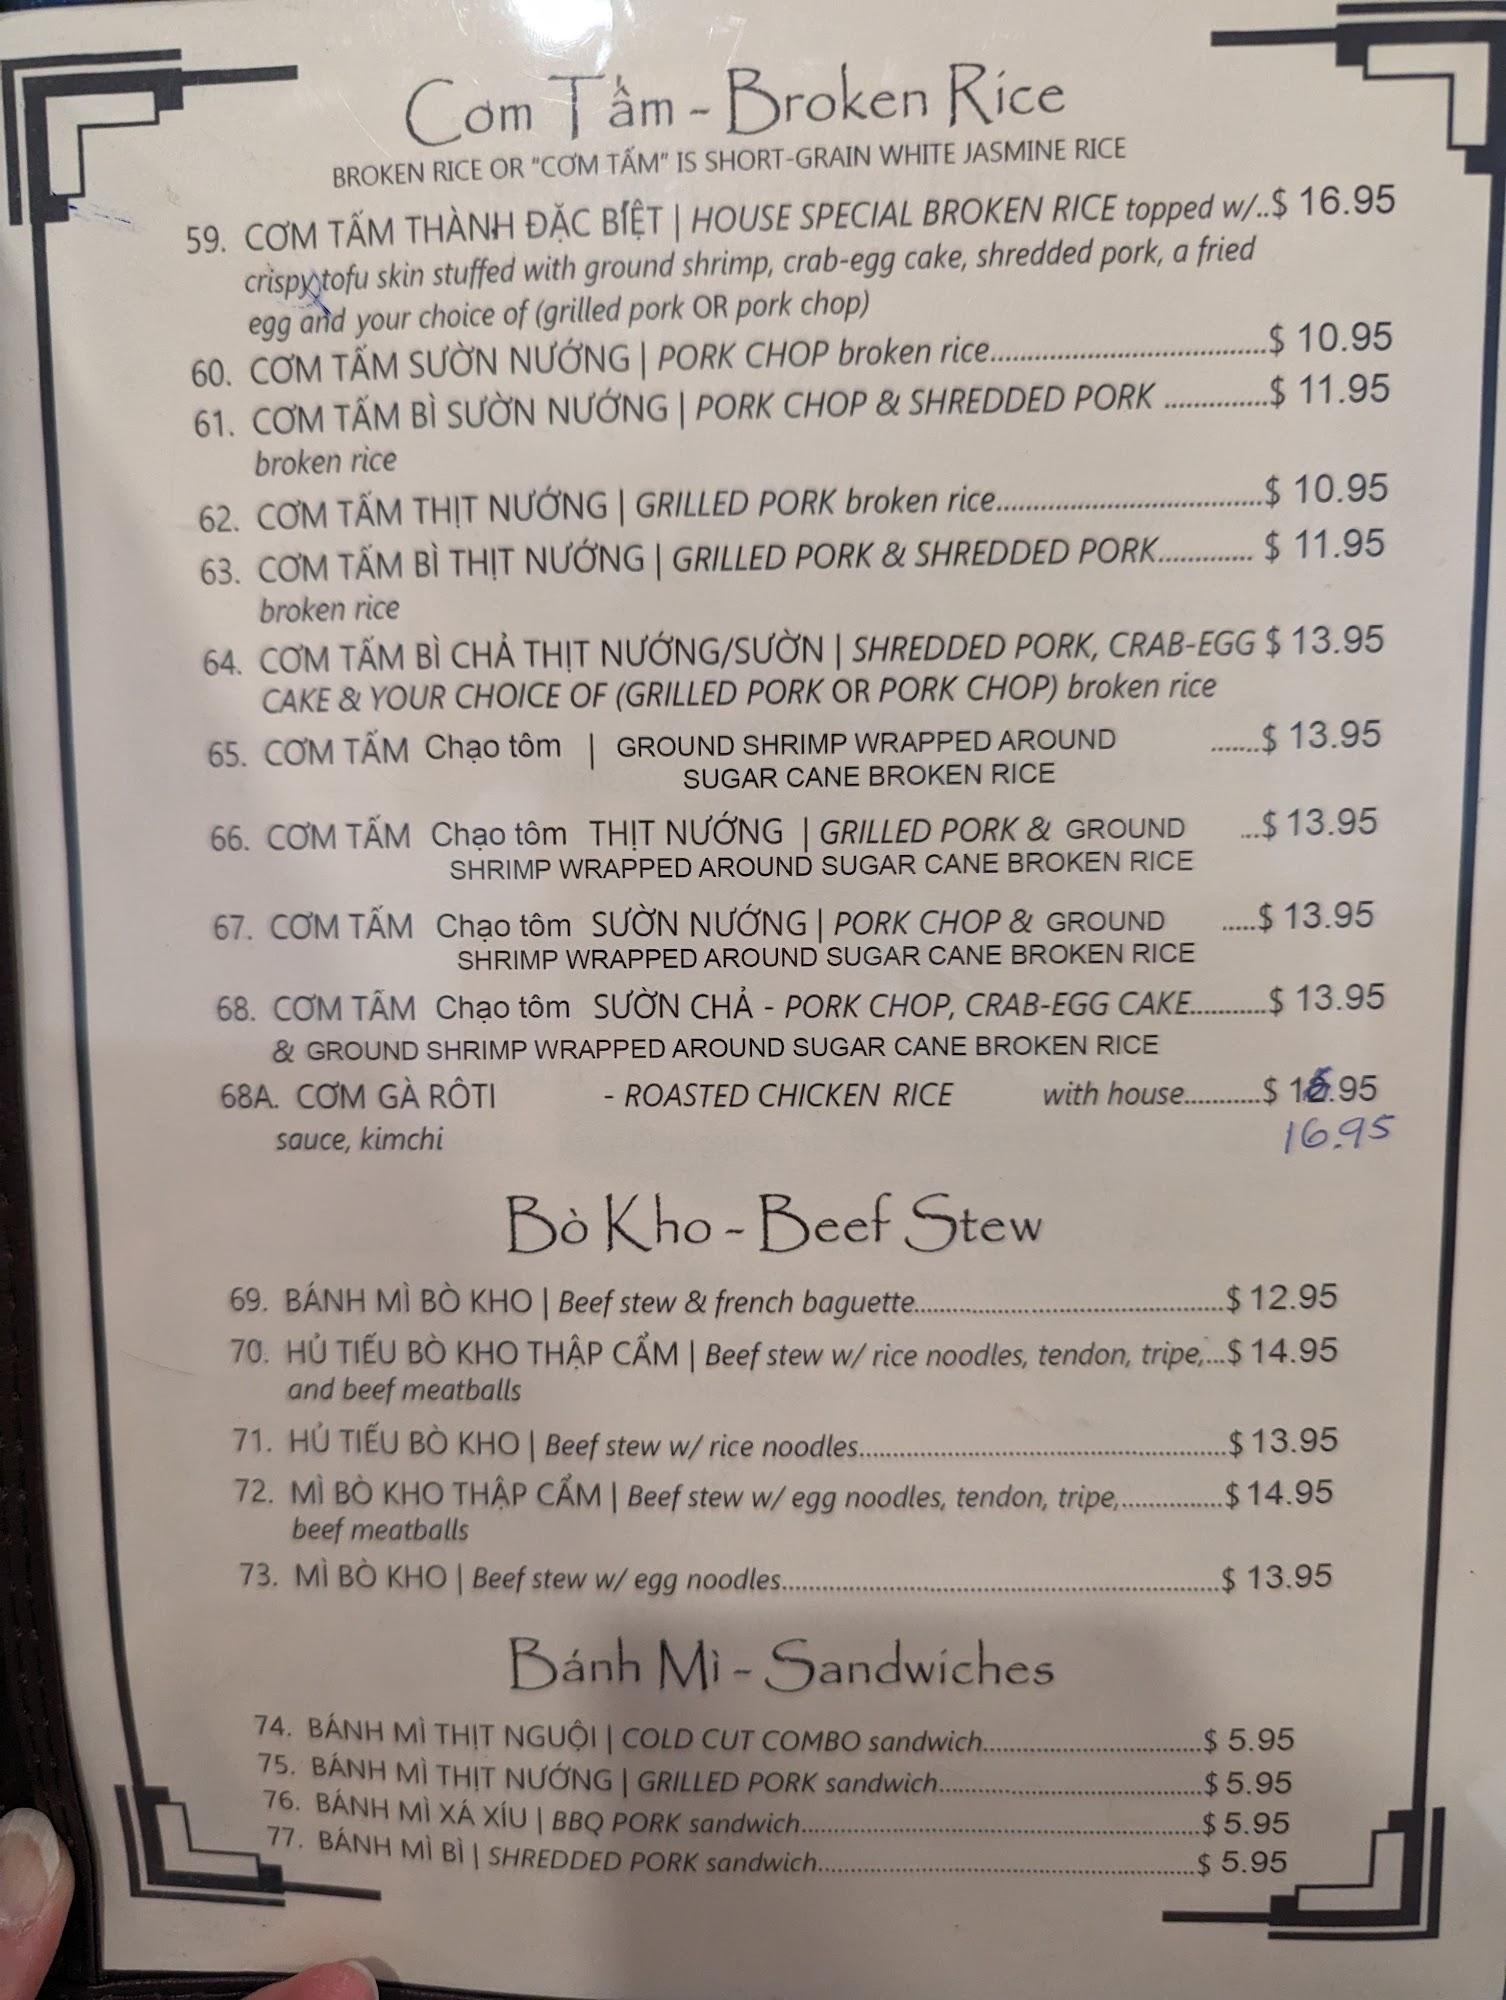 Cơm Tấm - Broken Rice
BROKEN RICE OR "CƠM TẤM" IS SHORT-GRAIN WHITE JASMINE RICE
59. CƠM TẤM THÀNH ĐẶC BIỆT | HOUSE SPECIAL BROKEN RICE topped w/..$ 16.95
crispy tofu skin stuffed with ground shrimp, crab-egg cake, shredded pork, a fried
egg and your choice of (grilled pork OR pork chop)
60. CƠM TẤM SƯỜN NƯỚNG | PORK CHOP broken rice....................................$ 10.95
61. CƠM TẤM BÌ SƯỜN NƯỚNG | PORK CHOP & SHREDDED PORK ..............$ 11.95
broken rice
62. CƠM TẤM THỊT NƯỚNG | GRILLED PORK broken rice...................................$ 10.95
63. CƠM TẤM BÌ THỊT NƯỚNG | GRILLED PORK & SHREDDED PORK............. $ 11.95
broken rice
64. CƠM TẤM BÌ CHẢ THỊT NƯỚNG/SƯỜN | SHREDDED PORK, CRAB-EGG $ 13.95
CAKE & YOUR CHOICE OF (GRILLED PORK OR PORK CHOP) broken rice
65. CƠM TẤM Chạo tôm | GROUND SHRIMP WRAPPED AROUND .......$ 13.95
SUGAR CANE BROKEN RICE
66. CƠM TẤM Chạo tôm THỊT NƯỚNG | GRILLED PORK & GROUND ...$ 13.95
SHRIMP WRAPPED AROUND SUGAR CANE BROKEN RICE
67. CƠM TẤM Chạo tôm SƯỜN NƯỚNG | PORK CHOP & GROUND .....$ 13.95
SHRIMP WRAPPED AROUND SUGAR CANE BROKEN RICE
68. CƠM TẤM Chạo tôm SƯỜN CHẢ - PORK CHOP, CRAB-EGG CAKE...........$ 13.95
& GROUND SHRIMP WRAPPED AROUND SUGAR CANE BROKEN RICE
68A. CƠM GÀ RÔTI - ROASTED CHICKEN RICE with house...........$ 16.95
sauce, kimchi 16.95
Bò Kho - Beef Stew
69. BÁNH MÌ BÒ KHO | Beef stew & french baguette.............................................$ 12.95
70. HỦ TIẾU BÒ KHO THẬP CẨM | Beef stew w/ rice noodles, tendon, tripe,...$ 14.95
and beef meatballs
71. HỦ TIẾU BÒ KHO | Beef stew w/ rice noodles.....................................................$ 13.95
72. MÌ BÒ KHO THẬP CẨM | Beef stew w/ egg noodles, tendon, tripe,...............$ 14.95
beef meatballs
73. MÌ BÒ KHO | Beef stew w/ egg noodles...............................................................$ 13.95
Bánh Mì - Sandwiches
74. BÁNH MÌ THỊT NGUỘI | COLD CUT COMBO sandwich................................$ 5.95
75. BÁNH MÌ THỊT NƯỚNG | GRILLED PORK sandwich.......................................$ 5.95
76. BÁNH MÌ XÁ XÍU | BBQ PORK sandwich..........................................................$ 5.95
77. BÁNH MÌ BÌ | SHREDDED PORK sandwich.......................................................$ 5.95